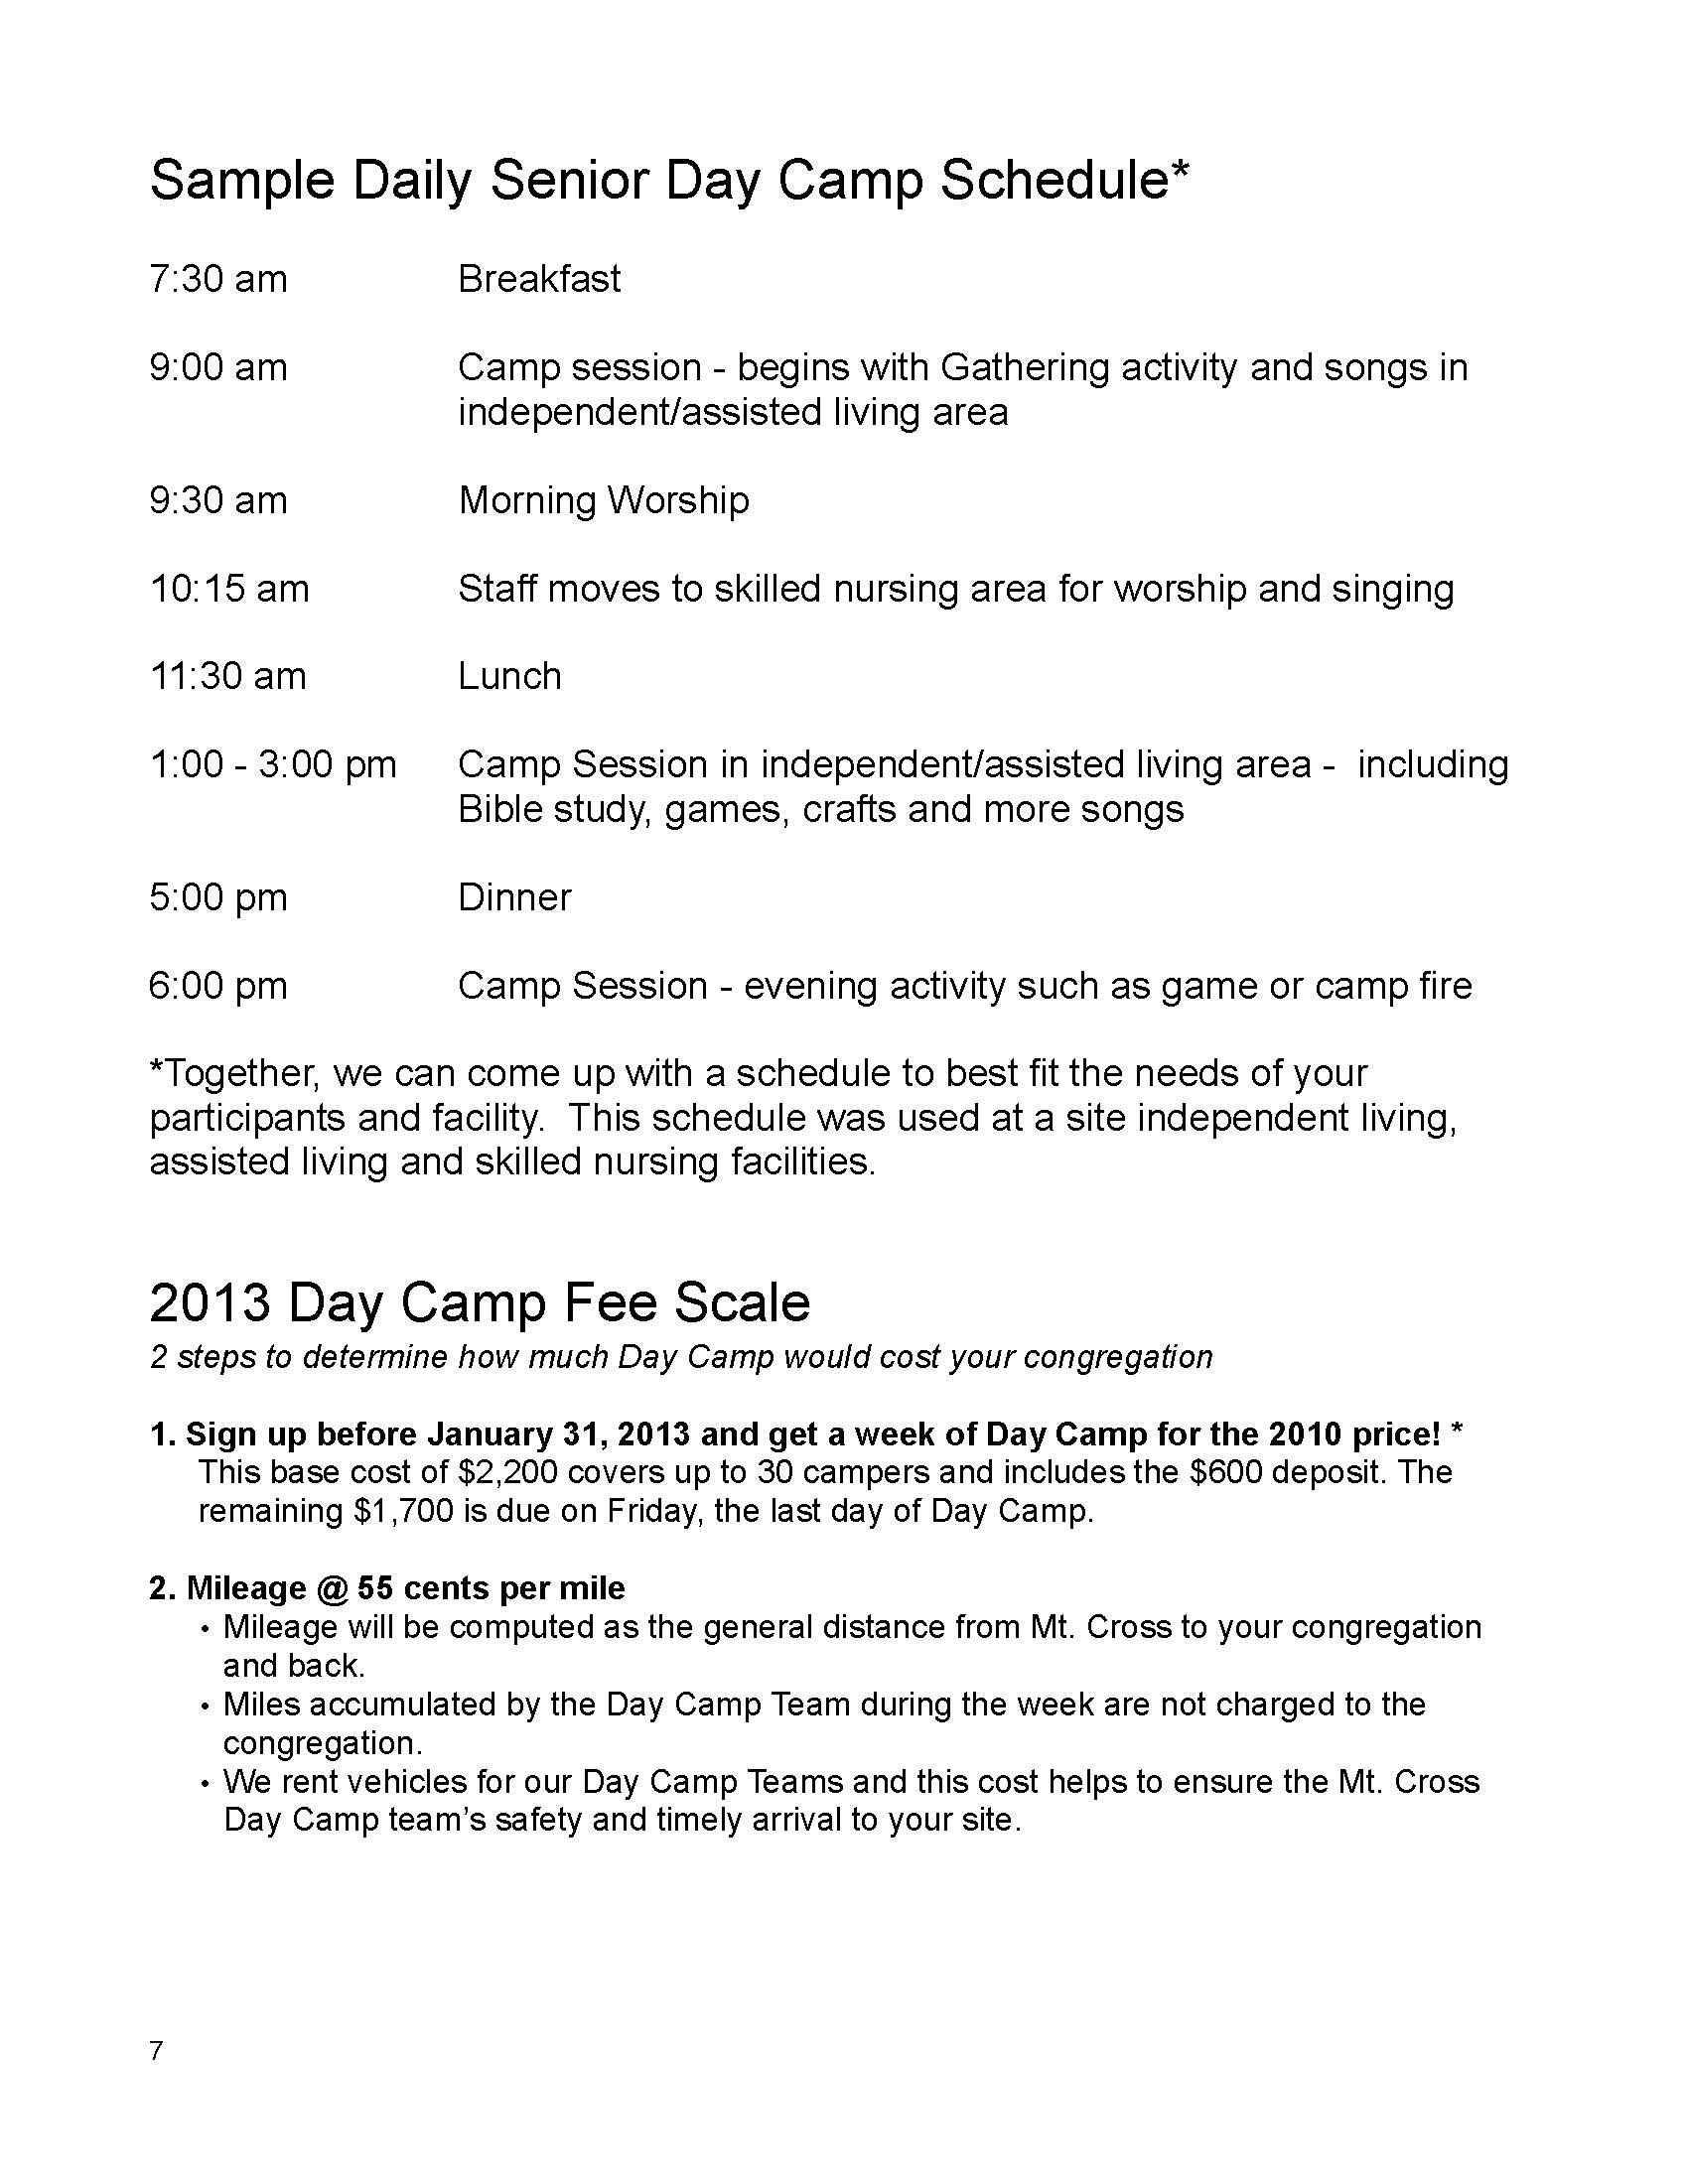 Sample Daily Senior Day Camp Schedule*
7:30 am Breakfast
9:00 am Camp session - begins with Gathering activity and songs in
independent/assisted living area
9:30 am Morning Worship
10:15 am Staff moves to skilled nursing area for worship and singing
11:30 am Lunch
1:00 - 3:00 pm Camp Session in independent/assisted living area -  including
Bible study, games, crafts and more songs
5:00 pm Dinner
6:00 pm Camp Session - evening activity such as game or camp fire
*Together, we can come up with a schedule to best fit the needs of your
participants and facility.  This schedule was used at a site independent living,
assisted living and skilled nursing facilities.
2013 Day Camp Fee Scale
2 steps to determine how much Day Camp would cost your congregation
1. Sign up before January 31, 2013 and get a week of Day Camp for the 2010 price! *
This base cost of $2,200 covers up to 30 campers and includes the $600 deposit. The
remaining $1,700 is due on Friday, the last day of Day Camp.
2. Mileage @ 55 cents per mile
• Mileage will be computed as the general distance from Mt. Cross to your congregation
and back.
• Miles accumulated by the Day Camp Team during the week are not charged to the
congregation.
• We rent vehicles for our Day Camp Teams and this cost helps to ensure the Mt. Cross
Day Camp team’s safety and timely arrival to your site.
7